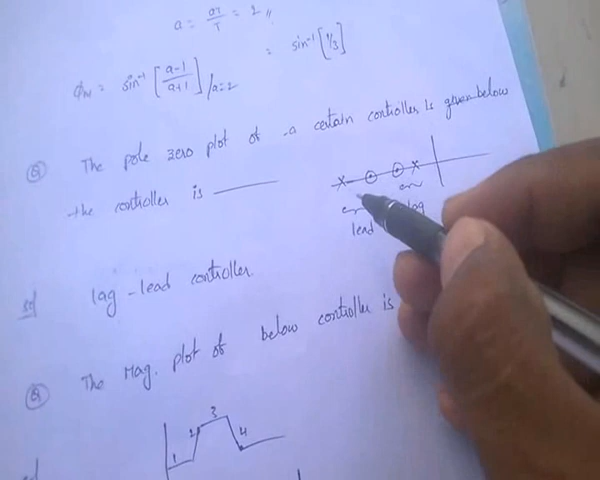 a = aT/T = 2 //
φm = sin⁻¹ [a-1/a+1] / a=2 = sin⁻¹ [1/3]
Q The pole zero plot of a certain controller is given below
the controller is
lead lag
Sol lag-lead controller.
Q The Mag. plot of below controller is
1 2 3 4
Sol